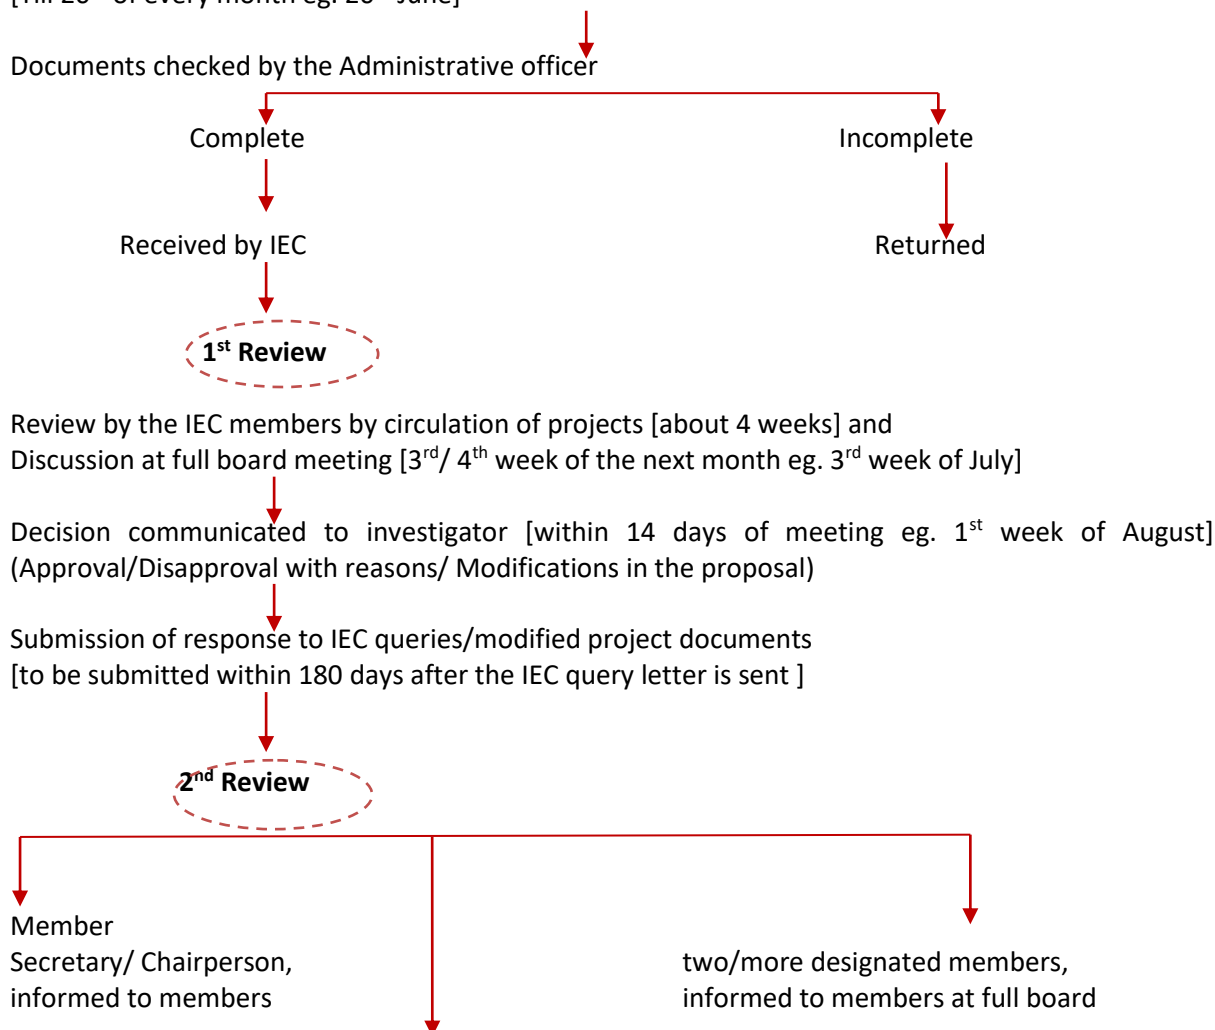 Documents checked by the Administrative officer
Complete
Incomplete
Received by IEC
Returned
1st Review
Review by the IEC members by circulation of projects [about 4 weeks] and
Discussion at full board meeting [3rd/ 4th week of the next month eg. 3rd week of July]
Decision communicated to investigator [within 14 days of meeting eg. 1st week of August]
(Approval/Disapproval with reasons/ Modifications in the proposal)
Submission of response to IEC queries/modified project documents
[to be submitted within 180 days after the IEC query letter is sent ]
2nd Review
Member
Secretary/ Chairperson,
informed to members
two/more designated members,
informed to members at full board